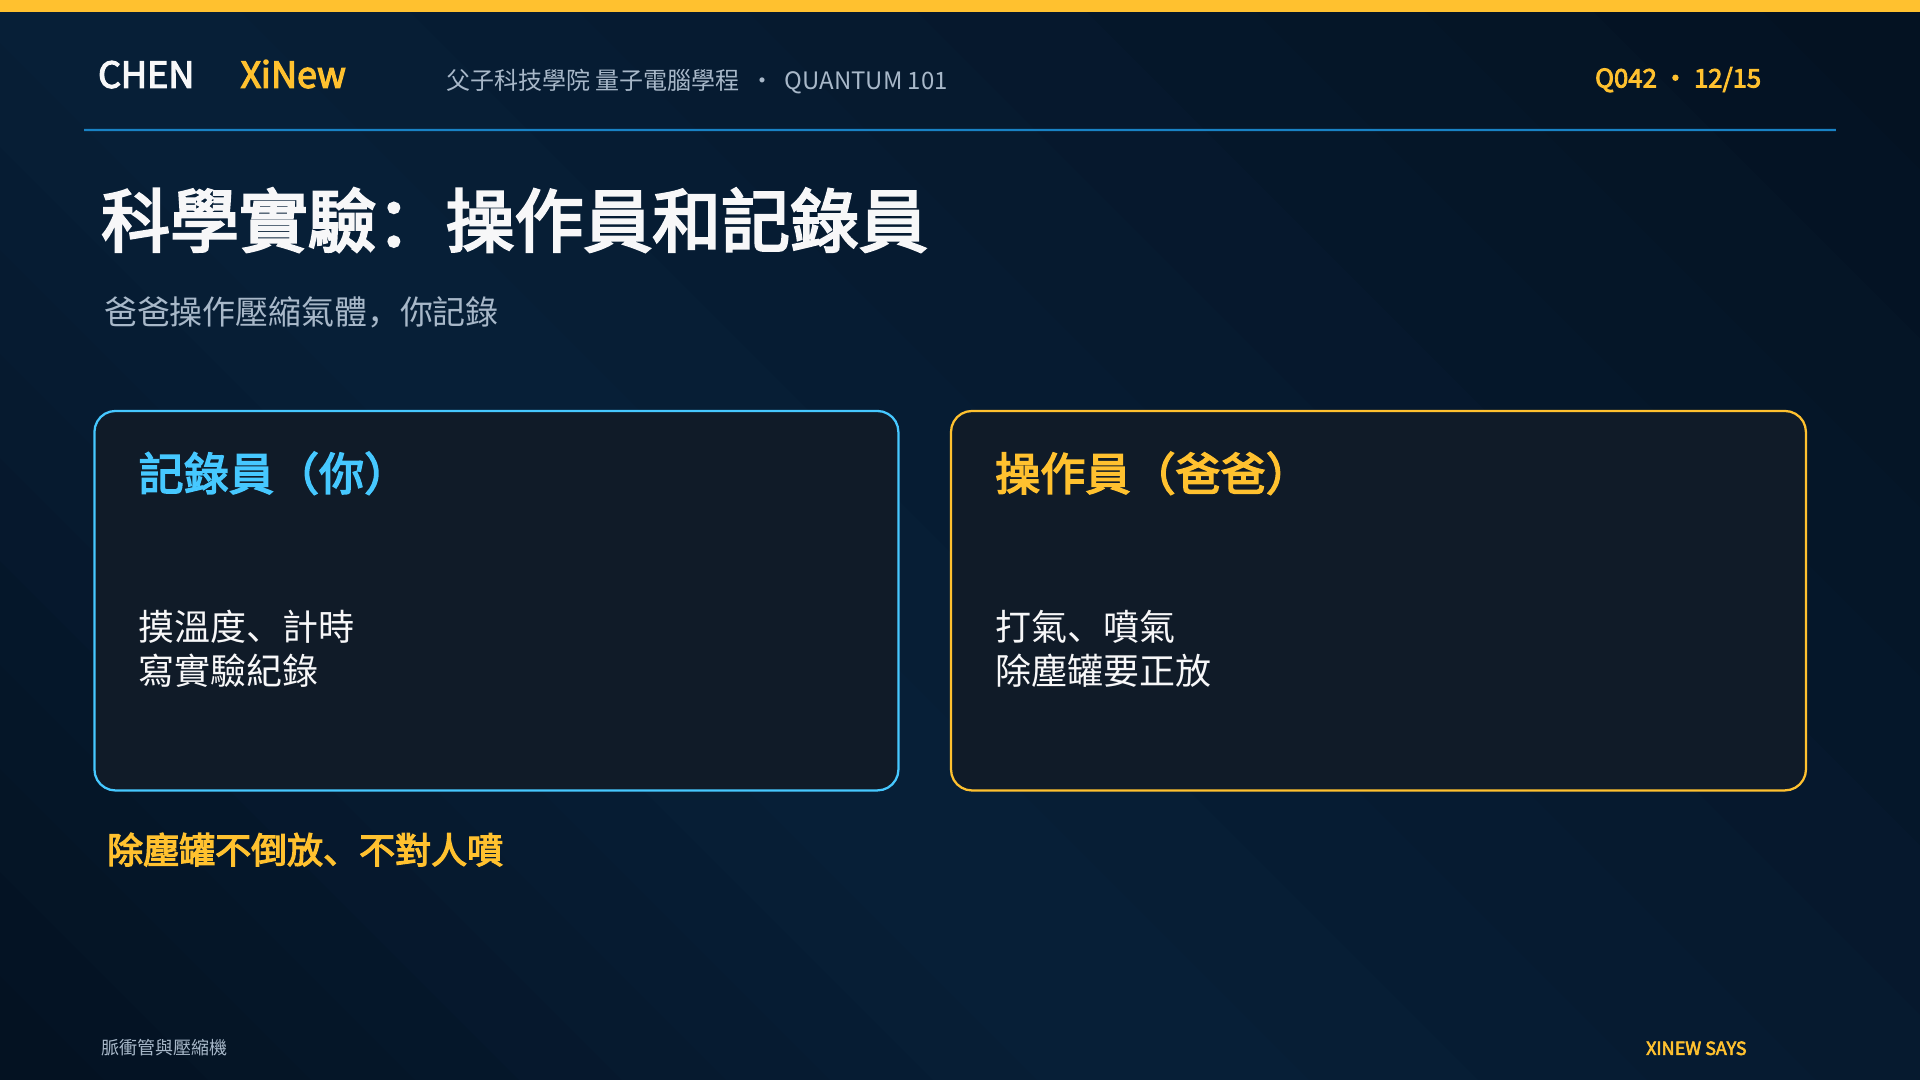 CHEN XiNew 父子科技學院 量子電腦學程 · QUANTUM 101 Q042 · 12/15
科學實驗：操作員和記錄員
爸爸操作壓縮氣體，你記錄
記錄員（你）
摸溫度、計時
寫實驗紀錄
操作員（爸爸）
打氣、噴氣
除塵罐要正放
除塵罐不倒放、不對人噴
脈衝管與壓縮機 XINEW SAYS